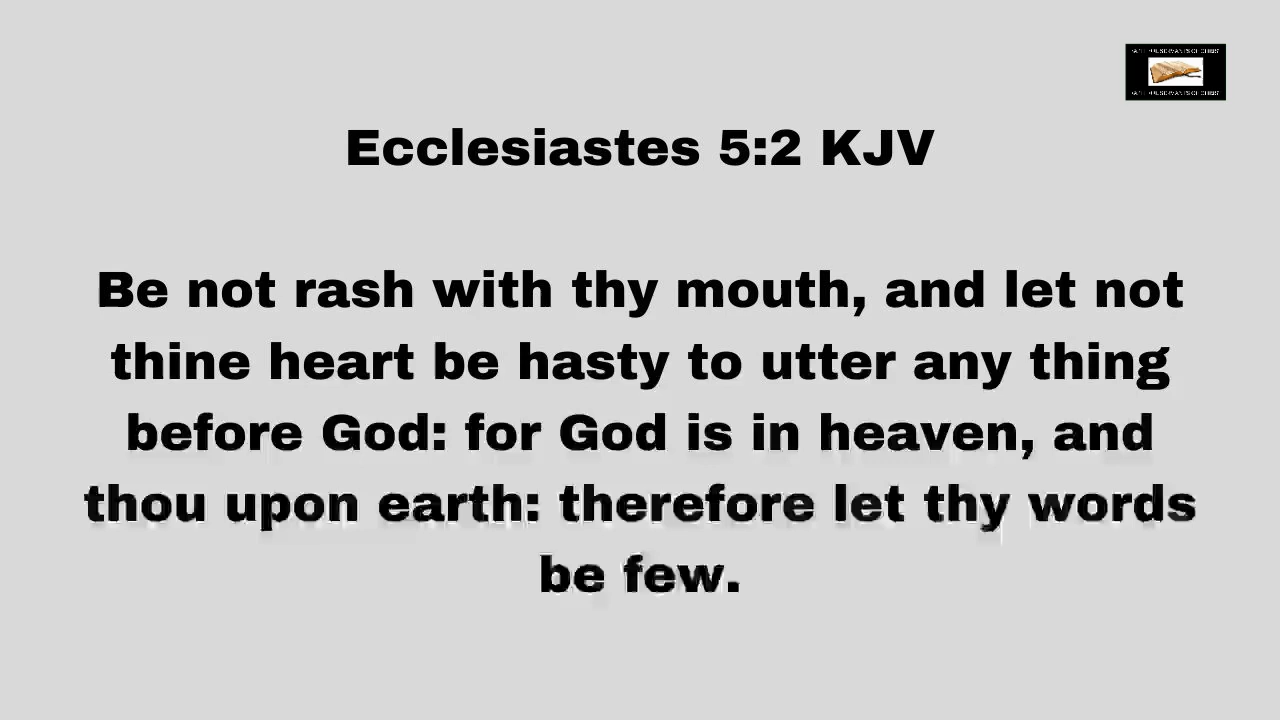 Ecclesiastes 5:2 KJV
Be not rash with thy mouth, and let not
thine heart be hasty to utter any thing
before God: for God is in heaven, and
thou upon earth: therefore let thy words
be few.